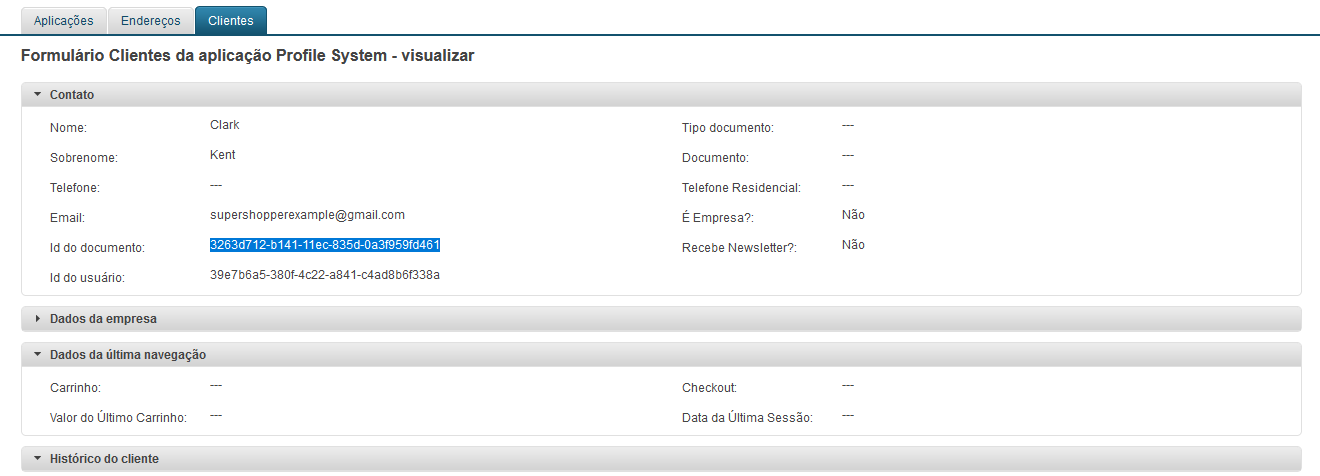 Aplicações Endereços Clientes
Formulário Clientes da aplicação Profile System - visualizar
Contato
Nome: Clark Tipo documento: ---
Sobrenome: Kent Documento: ---
Telefone: --- Telefone Residencial: ---
Email: supershopperexample@gmail.com É Empresa?: Não
Id do documento: 3263d712-b141-11ec-835d-0a3f959fd461 Recebe Newsletter?: Não
Id do usuário: 39e7b6a5-380f-4c22-a841-c4ad8b6f338a
Dados da empresa
Dados da última navegação
Carrinho: --- Checkout: ---
Valor do Último Carrinho: --- Data da Última Sessão: ---
Histórico do cliente